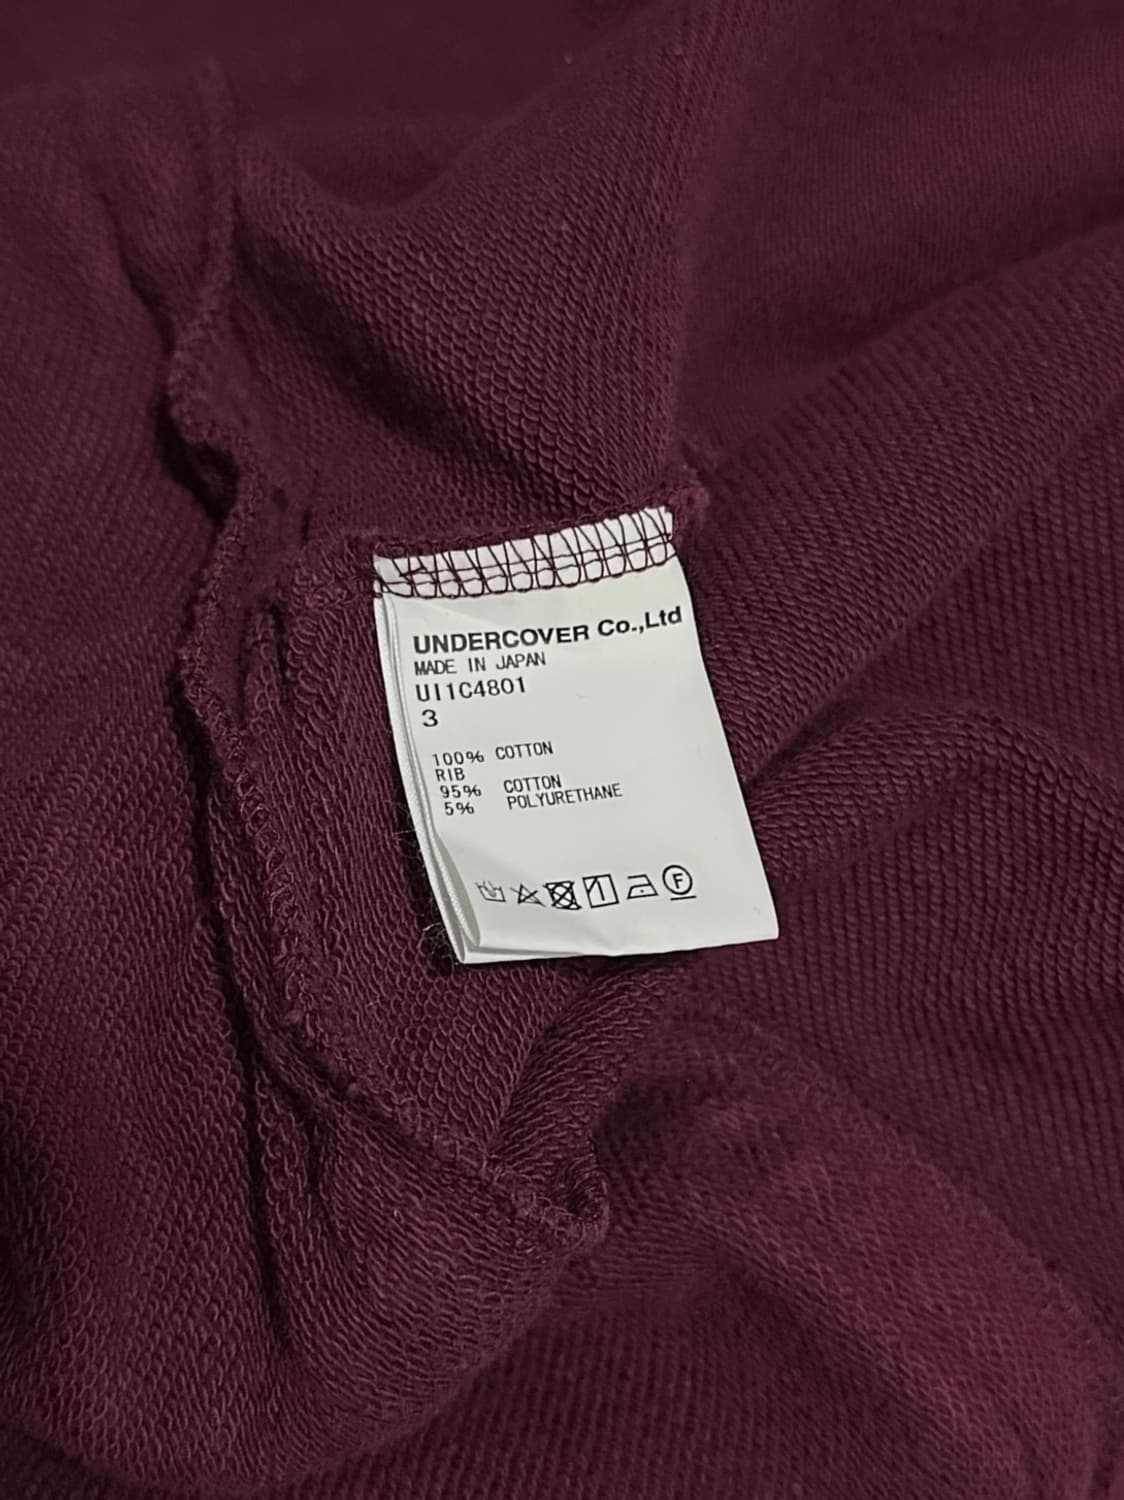 UNDERCOVER Co.,Ltd
MADE IN JAPAN
UI1C4801
3
100% COTTON
RIB
95% COTTON
5% POLYURETHANE
F